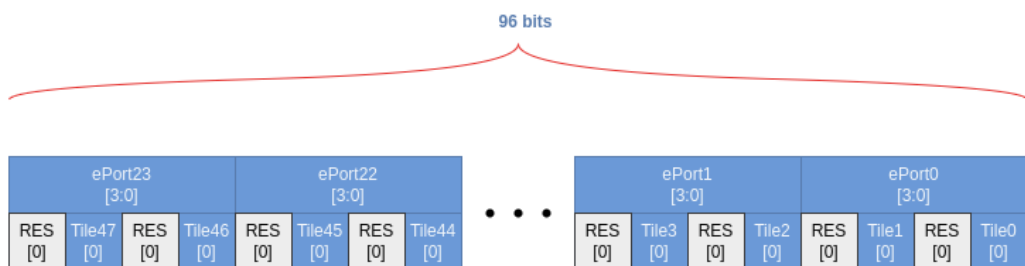 96 bits
ePort23 ePort22 ePort1 ePort0
[3:0] [3:0] [3:0] [3:0]
RES Tile47 RES Tile46 RES Tile45 RES Tile44 RES Tile3 RES Tile2 RES Tile1 RES Tile0
[0] [0] [0] [0] [0] [0] [0] [0] [0] [0] [0] [0] [0] [0] [0] [0]